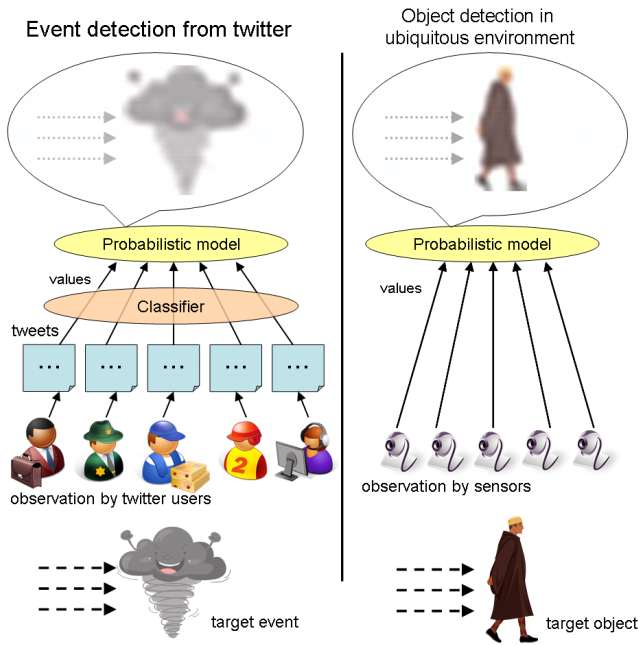 Event detection from twitter
Probabilistic model
values
Classifier
tweets
... ... ... ... ...
2
observation by twitter users
target event
Object detection in
ubiquitous environment
Probabilistic model
values
observation by sensors
target object